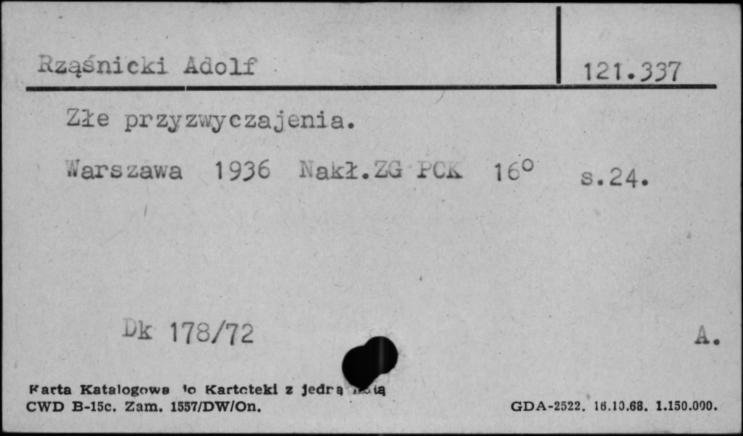 Rząśnicki Adolf
121.337
Złe przyzwyczajenia.
Warszawa 1936 Nakł.ZG PCK 16° s.24.
Dk 178/72
A.
Karta Katalogowa do Kartoteki z jedną
CWD B-15c. Zam. 1557/DW/On.
GDA-2522. 16.10.68. 1.150.000.